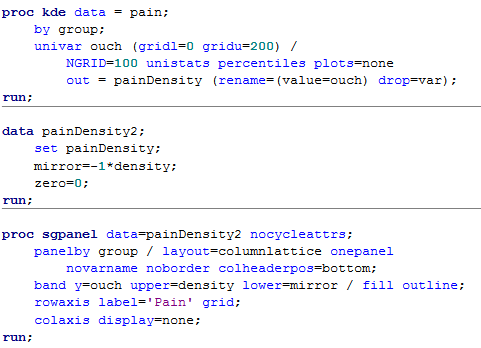 proc kde data = pain;
by group;
univar ouch (gridl=0 gridu=200) /
NGRID=100 unistats percentiles plots=none
out = painDensity (rename=(value=ouch) drop=var);
run;
data painDensity2;
set painDensity;
mirror=-1*density;
zero=0;
run;
proc sgpanel data=painDensity2 nocycleattrs;
panelby group / layout=columnlattice onepanel
novarname noborder colheaderpos=bottom;
band y=ouch upper=density lower=mirror / fill outline;
rowaxis label='Pain' grid;
colaxis display=none;
run;